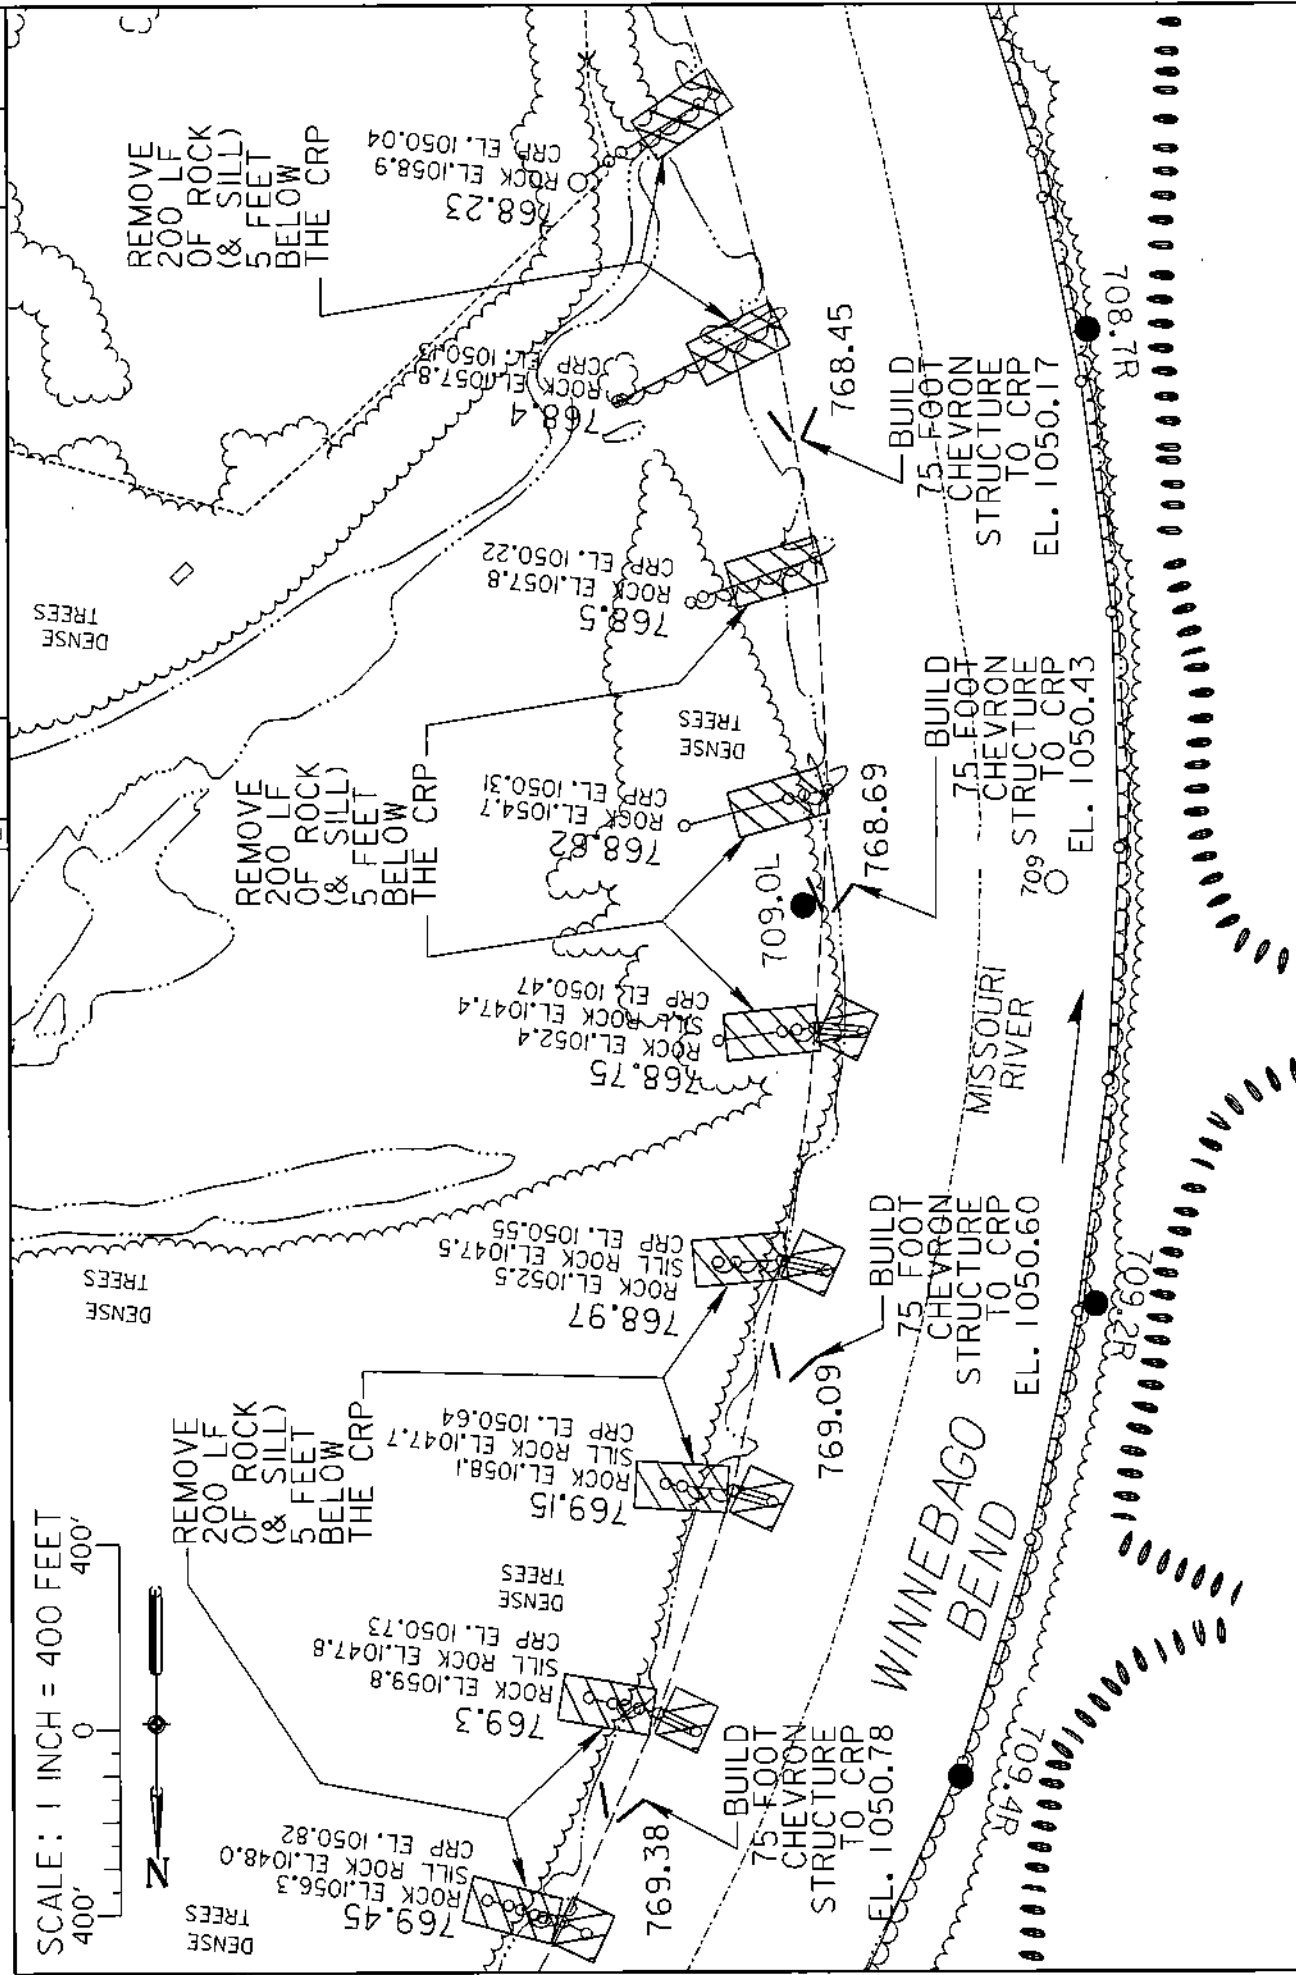 SCALE: 1 INCH = 400 FEET
400'
0
400'
N
DENSE
TREES
769.45
ROCK EL.1056.3
SILL ROCK EL.1048.0
CRP EL. 1050.82
769.38
BUILD
75 FOOT
CHEVRON
STRUCTURE
TO CRP
EL. 1050.78
769.3
ROCK EL.1059.8
SILL ROCK EL.1047.8
CRP EL. 1050.73
DENSE
TREES
REMOVE
200 LF
OF ROCK
(& SILL)
5 FEET
BELOW
THE CRP
769.15
ROCK EL.1058.1
SILL ROCK EL.1047.7
CRP EL. 1050.64
769.09
BUILD
75 FOOT
CHEVRON
STRUCTURE
TO CRP
EL. 1050.60
768.97
ROCK EL.1052.5
SILL ROCK EL.1047.5
CRP EL. 1050.55
DENSE
TREES
WINNEBAGO
BEND
709.4R
709.2R
MISSOURI
RIVER
768.75
ROCK EL.1052.4
SILL ROCK EL.1047.4
CRP EL. 1050.47
REMOVE
200 LF
OF ROCK
(& SILL)
5 FEET
BELOW
THE CRP
709.0L
768.69
BUILD
75 FOOT
CHEVRON
STRUCTURE
TO CRP
EL. 1050.43
709
768.62
ROCK EL.1054.7
CRP EL. 1050.31
DENSE
TREES
768.5
ROCK EL.1057.8
CRP EL. 1050.22
DENSE
TREES
768.45
BUILD
75 FOOT
CHEVRON
STRUCTURE
TO CRP
EL. 1050.17
768.4
ROCK EL.1057.8
CRP EL. 1050.13
708.7R
REMOVE
200 LF
OF ROCK
(& SILL)
5 FEET
BELOW
THE CRP
768.23
ROCK EL.1058.9
CRP EL. 1050.04